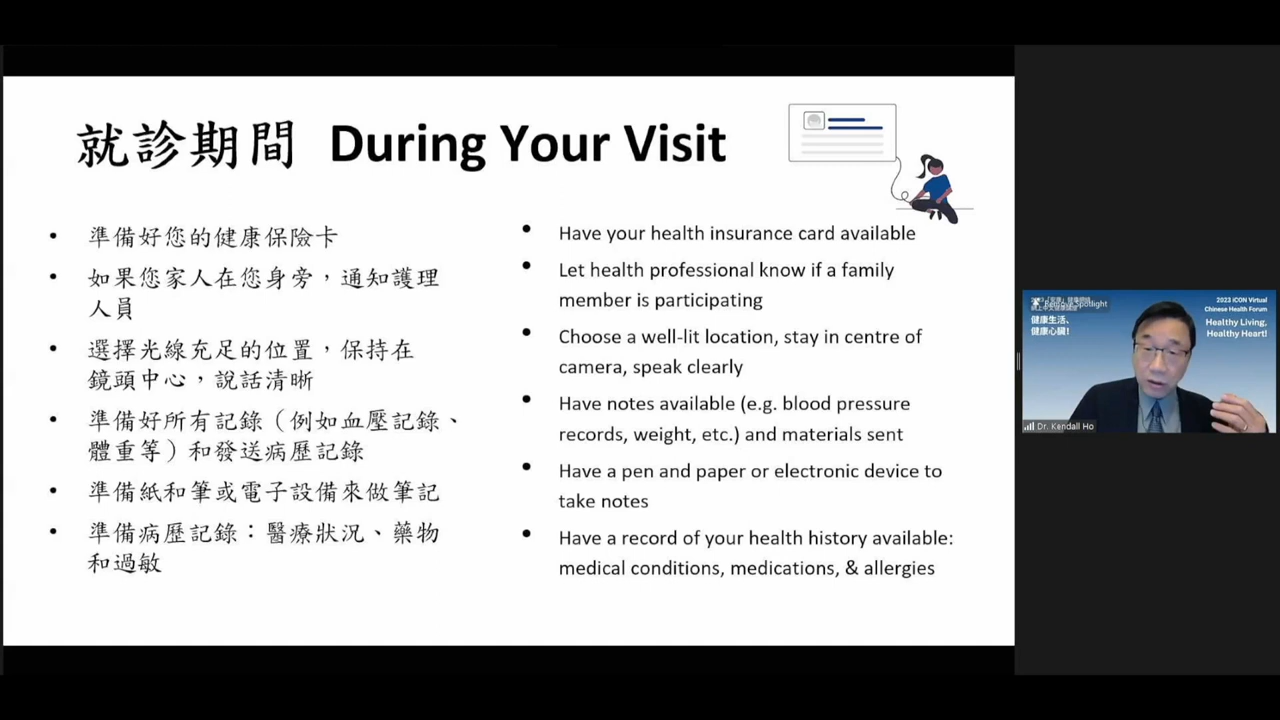 就診期間 During Your Visit
• 準備好您的健康保險卡
• 如果您家人在您身旁，通知護理
人員
• 選擇光線充足的位置，保持在
鏡頭中心，說話清晰
• 準備好所有記錄（例如血壓記錄、
體重等）和發送病歷記錄
• 準備紙和筆或電子設備來做筆記
• 準備病歷記錄：醫療狀況、藥物
和過敏
• Have your health insurance card available
• Let health professional know if a family
member is participating
• Choose a well-lit location, stay in centre of
camera, speak clearly
• Have notes available (e.g. blood pressure
records, weight, etc.) and materials sent
• Have a pen and paper or electronic device to
take notes
• Have a record of your health history available:
medical conditions, medications, & allergies
Remove Spotlight
健康生活、
健康心臟!
2023 iCON Virtual
Chinese Health Forum
Healthy Living,
Healthy Heart!
Dr. Kendall Ho